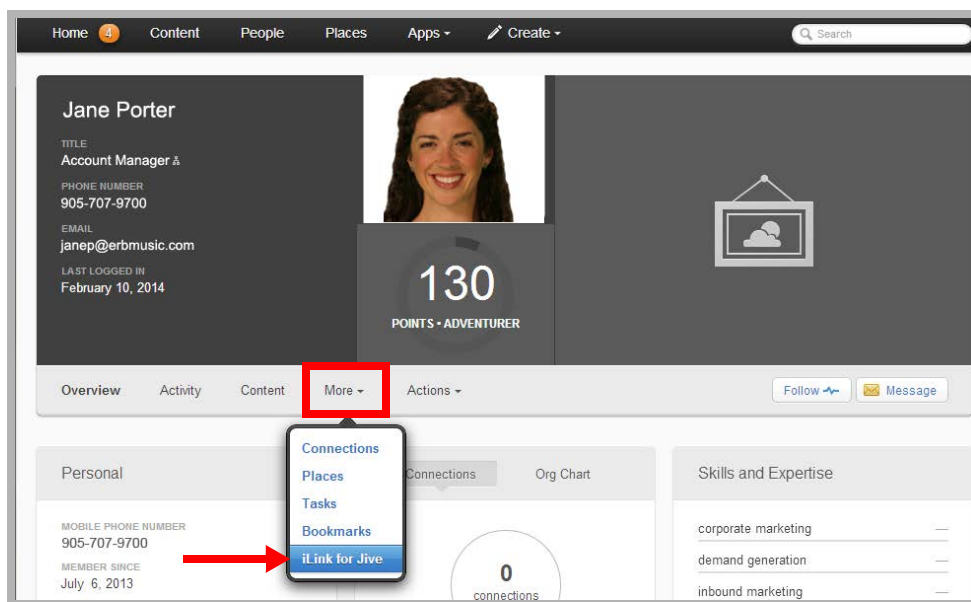 Home 4 Content People Places Apps Create Search
Jane Porter
TITLE
Account Manager
PHONE NUMBER
905-707-9700
EMAIL
janep@erbmusic.com
LAST LOGGED IN
February 10, 2014
130
POINTS • ADVENTURER
Overview Activity Content More Actions Follow Message
Connections
Places
Tasks
Bookmarks
iLink for Jive
Personal
MOBILE PHONE NUMBER
905-707-9700
MEMBER SINCE
July 6, 2013
Connections Org Chart
0
connections
Skills and Expertise
corporate marketing —
demand generation —
inbound marketing —